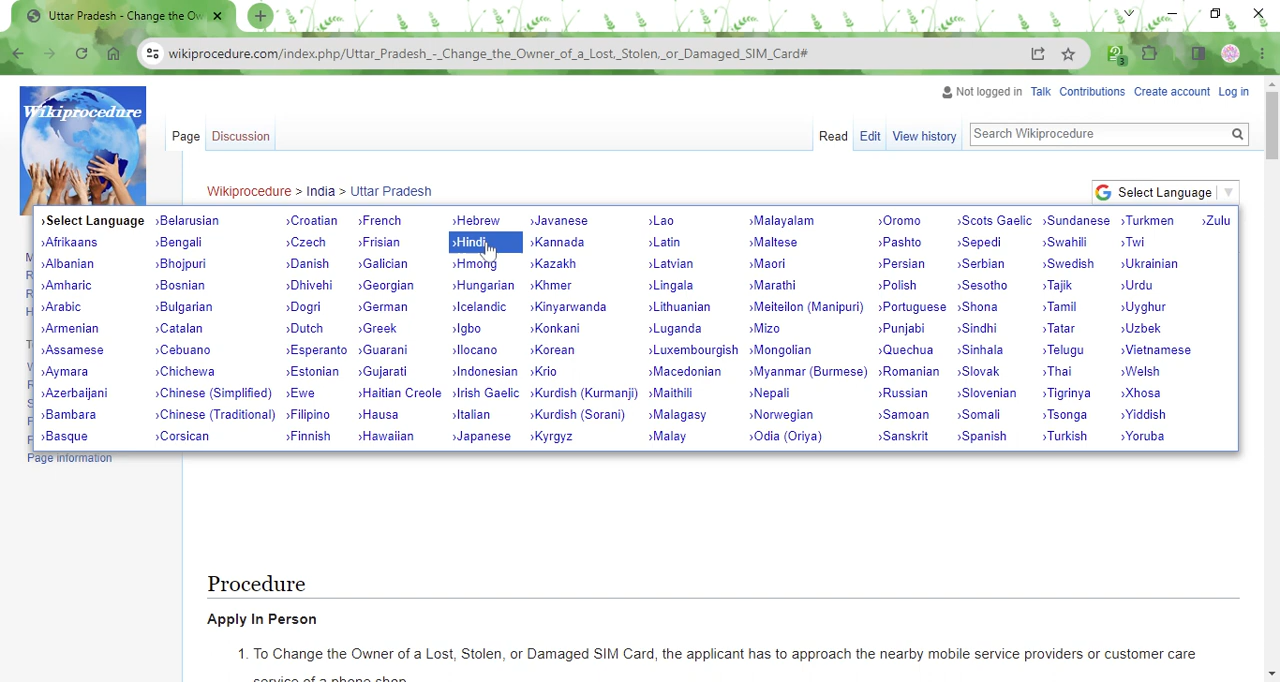 Uttar Pradesh - Change the Ow
wikiprocedure.com/index.php/Uttar_Pradesh_-_Change_the_Owner_of_a_Lost,_Stolen,_or_Damaged_SIM_Card#
3
Not logged in Talk Contributions Create account Log in
Wikiprocedure
Page Discussion Read Edit View history Search Wikiprocedure
Wikiprocedure > India > Uttar Pradesh
Select Language
›Select Language ›Belarusian ›Croatian ›French ›Hebrew ›Javanese ›Lao ›Malayalam ›Oromo ›Scots Gaelic ›Sundanese ›Turkmen ›Zulu
›Afrikaans ›Bengali ›Czech ›Frisian ›Hindi ›Kannada ›Latin ›Maltese ›Pashto ›Sepedi ›Swahili ›Twi
›Albanian ›Bhojpuri ›Danish ›Galician ›Hmong ›Kazakh ›Latvian ›Maori ›Persian ›Serbian ›Swedish ›Ukrainian
›Amharic ›Bosnian ›Dhivehi ›Georgian ›Hungarian ›Khmer ›Lingala ›Marathi ›Polish ›Sesotho ›Tajik ›Urdu
›Arabic ›Bulgarian ›Dogri ›German ›Icelandic ›Kinyarwanda ›Lithuanian ›Meiteilon (Manipuri) ›Portuguese ›Shona ›Tamil ›Uyghur
›Armenian ›Catalan ›Dutch ›Greek ›Igbo ›Konkani ›Luganda ›Mizo ›Punjabi ›Sindhi ›Tatar ›Uzbek
›Assamese ›Cebuano ›Esperanto ›Guarani ›Ilocano ›Korean ›Luxembourgish ›Mongolian ›Quechua ›Sinhala ›Telugu ›Vietnamese
›Aymara ›Chichewa ›Estonian ›Gujarati ›Indonesian ›Krio ›Macedonian ›Myanmar (Burmese) ›Romanian ›Slovak ›Thai ›Welsh
›Azerbaijani ›Chinese (Simplified) ›Ewe ›Haitian Creole ›Irish Gaelic ›Kurdish (Kurmanji) ›Maithili ›Nepali ›Russian ›Slovenian ›Tigrinya ›Xhosa
›Bambara ›Chinese (Traditional) ›Filipino ›Hausa ›Italian ›Kurdish (Sorani) ›Malagasy ›Norwegian ›Samoan ›Somali ›Tsonga ›Yiddish
›Basque ›Corsican ›Finnish ›Hawaiian ›Japanese ›Kyrgyz ›Malay ›Odia (Oriya) ›Sanskrit ›Spanish ›Turkish ›Yoruba
Page information
Procedure
Apply In Person
1. To Change the Owner of a Lost, Stolen, or Damaged SIM Card, the applicant has to approach the nearby mobile service providers or customer care
service of a phone shop